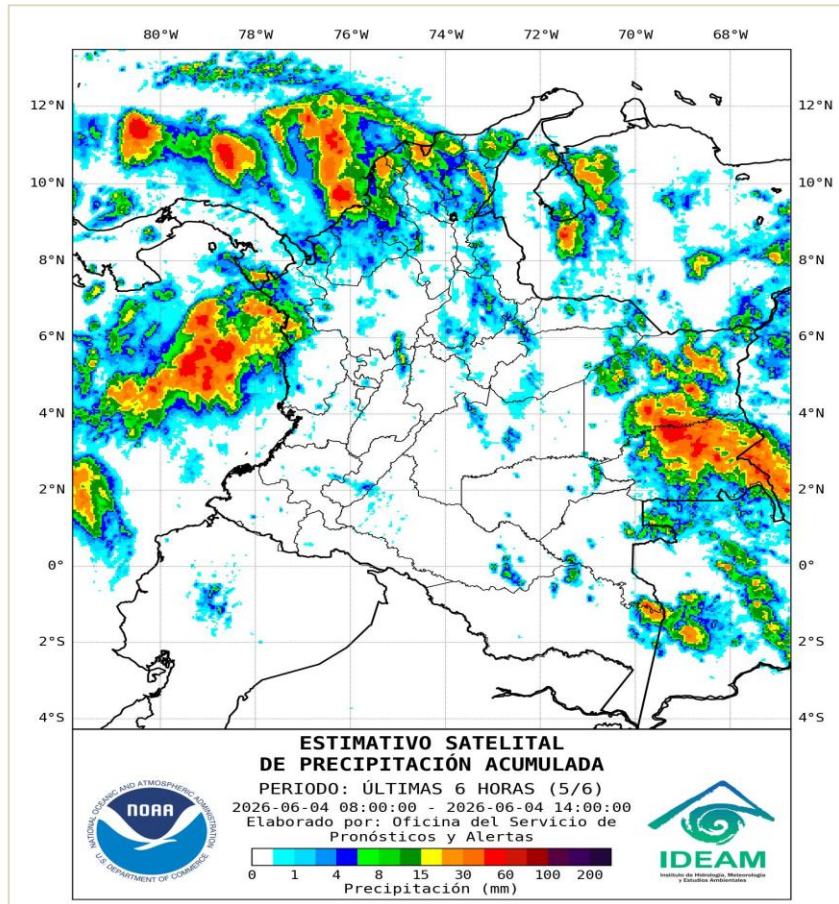 80°W 78°W 76°W 74°W 72°W 70°W 68°W
12°N 12°N
10°N 10°N
8°N 8°N
6°N 6°N
4°N 4°N
2°N 2°N
0° 0°
2°S 2°S
4°S 4°S
ESTIMATIVO SATELITAL
DE PRECIPITACIÓN ACUMULADA
PERIODO: ÚLTIMAS 6 HORAS (5/6)
2026-06-04 08:00:00 - 2026-06-04 14:00:00
Elaborado por: Oficina del Servicio de
Pronósticos y Alertas
1 4 8 15 30 60 100 200
Precipitación (mm)
NATIONAL OCEANIC AND ATMOSPHERIC ADMINISTRATION
NOAA
U.S. DEPARTMENT OF COMMERCE
IDEAM
Instituto de Hidrología, Meteorología
y Estudios Ambientales